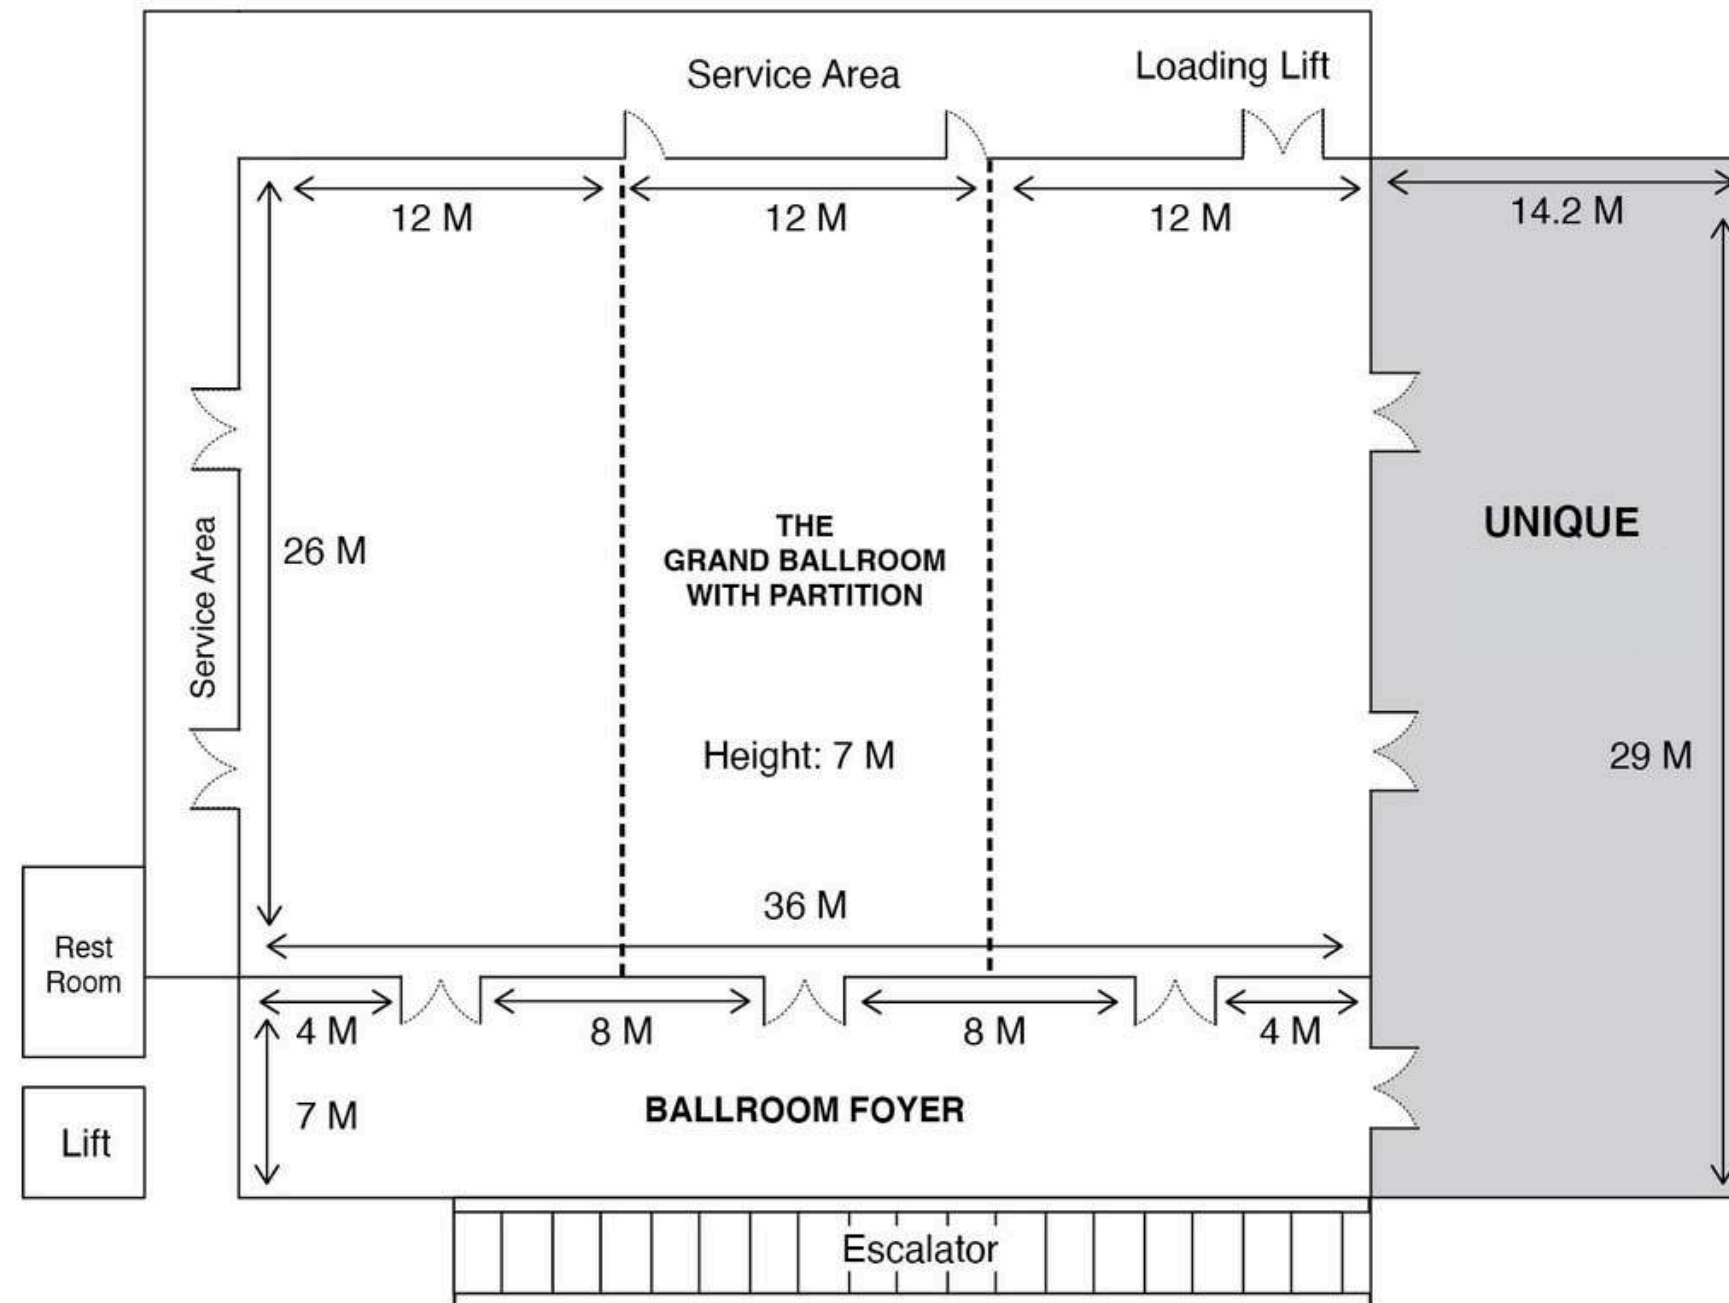 Service Area
Loading Lift
12 M
12 M
12 M
14.2 M
26 M
Service Area
THE
GRAND BALLROOM
WITH PARTITION
UNIQUE
Height: 7 M
29 M
36 M
Rest
Room
4 M
8 M
8 M
4 M
7 M
BALLROOM FOYER
Lift
Escalator